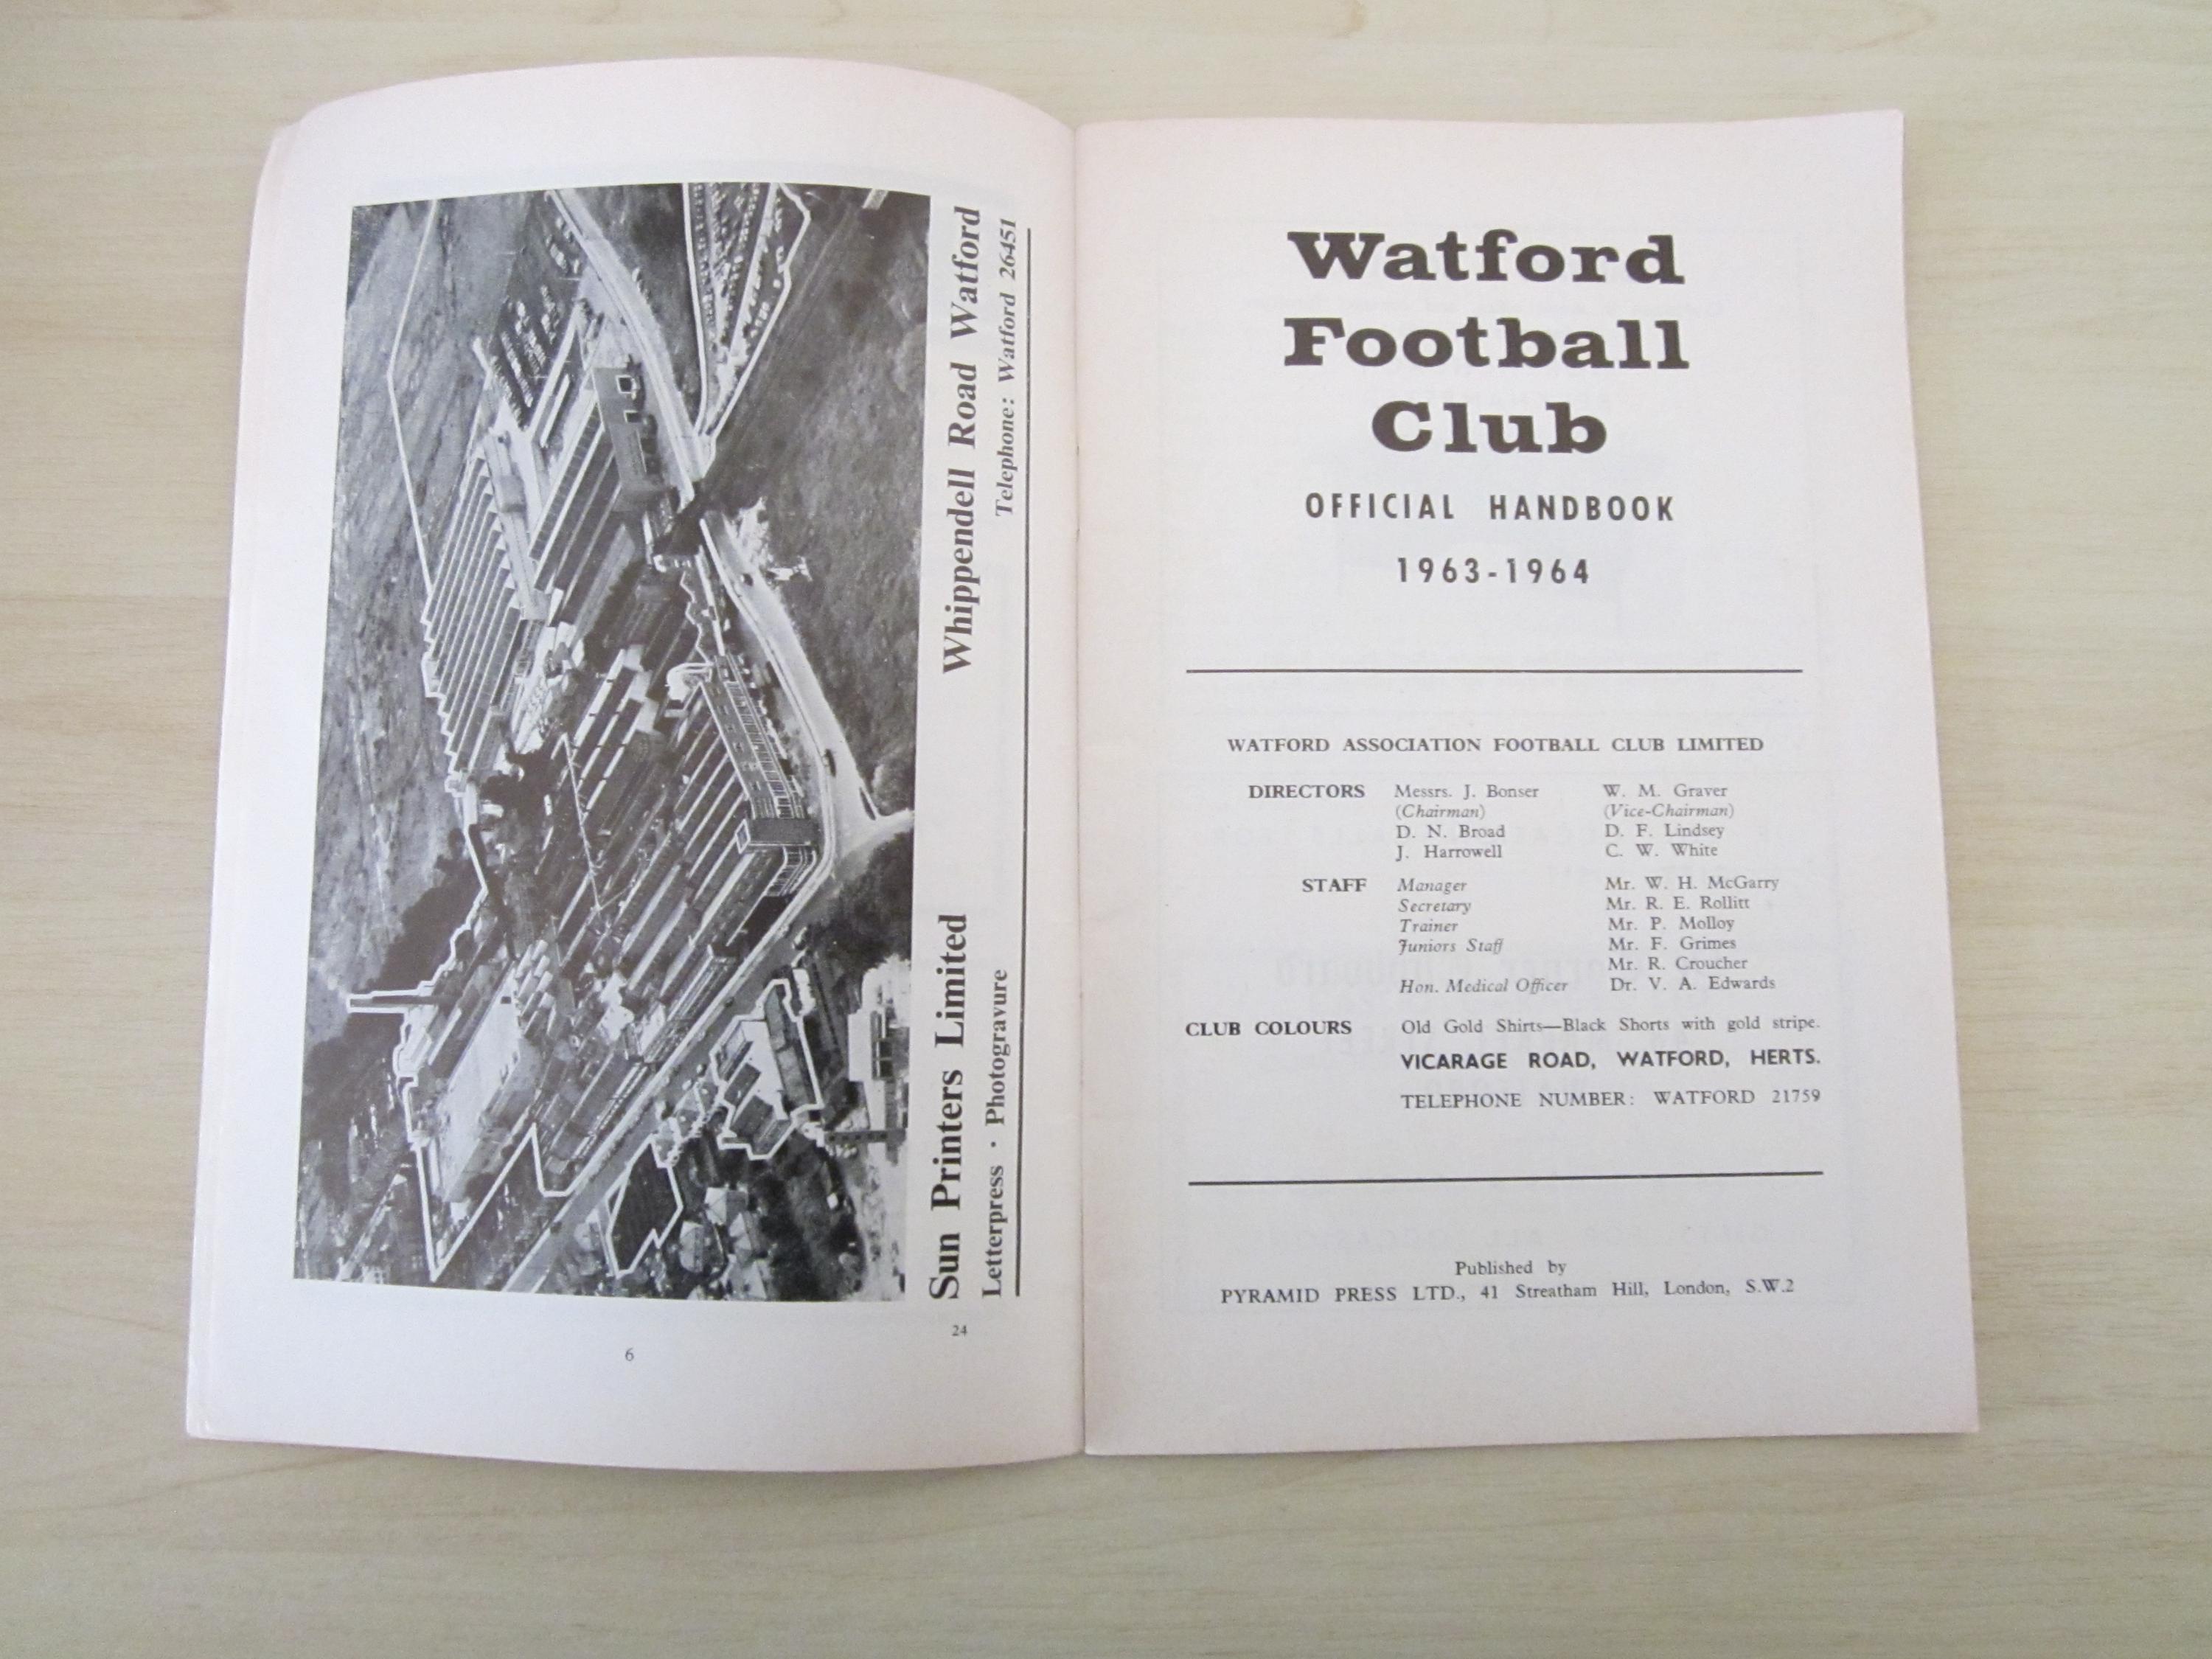 Sun Printers Limited Whippendell Road Watford
Letterpress · Photogravure Telephone: Watford 26451
24
6
Watford
Football
Club
OFFICIAL HANDBOOK
1963-1964
WATFORD ASSOCIATION FOOTBALL CLUB LIMITED
DIRECTORS Messrs. J. Bonser W. M. Graver
(Chairman) (Vice-Chairman)
D. N. Broad D. F. Lindsey
J. Harrowell C. W. White
STAFF Manager Mr. W. H. McGarry
Secretary Mr. R. E. Rollitt
Trainer Mr. P. Molloy
Juniors Staff Mr. F. Grimes
Mr. R. Croucher
Hon. Medical Officer Dr. V. A. Edwards
CLUB COLOURS Old Gold Shirts—Black Shorts with gold stripe.
VICARAGE ROAD, WATFORD, HERTS.
TELEPHONE NUMBER: WATFORD 21759
Published by
PYRAMID PRESS LTD., 41 Streatham Hill, London, S.W.2